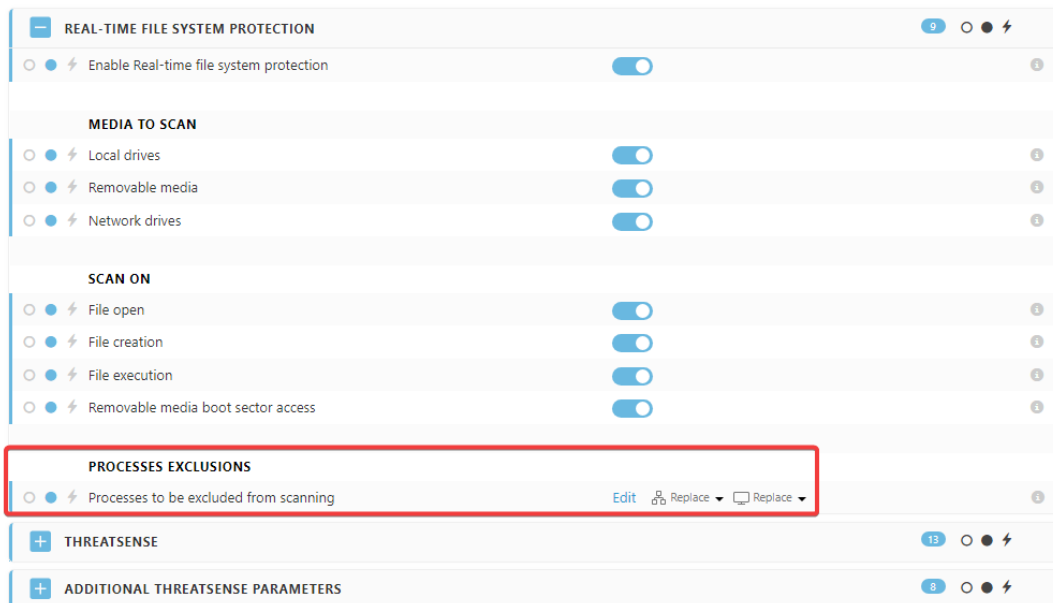 REAL-TIME FILE SYSTEM PROTECTION 9
Enable Real-time file system protection
MEDIA TO SCAN
Local drives
Removable media
Network drives
SCAN ON
File open
File creation
File execution
Removable media boot sector access
PROCESSES EXCLUSIONS
Processes to be excluded from scanning Edit Replace Replace
THREATSENSE 13
ADDITIONAL THREATSENSE PARAMETERS 8